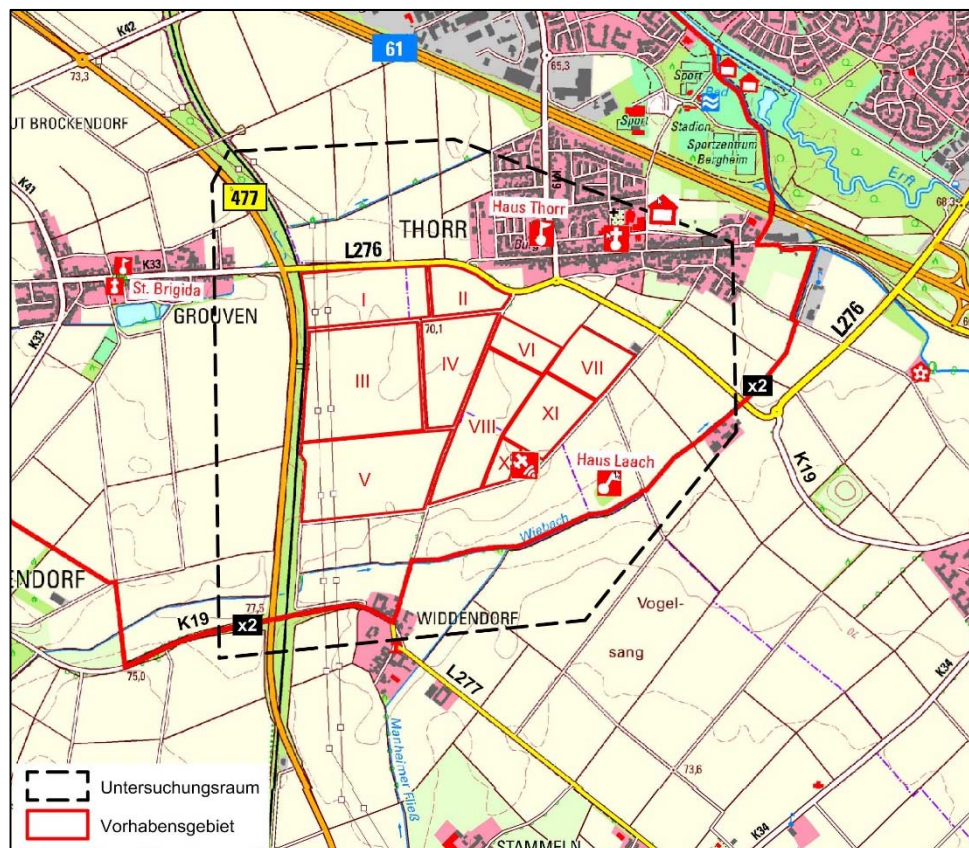 K42
61
73,3
65,3
Sport
Bad
UT BROCKENDORF
Sport
Stadion
Sportzentrum
Bergheim
K41
K19
Erft
477
Haus Thorr
THORR
Burg
68,3
L276
K33
St. Brigida
GROUVEN
I
II
K33
70,1
VI
VII
L276
III
IV
XI
x2
VIII
V
X
Haus Laach
K19
Wiebach
ENDORF
77,5
WIDDENDORF
Vogel-
K19
x2
sang
75,0
L277
70
K34
Manheimer Fließ
73,6
Untersuchungsraum
Vorhabensgebiet
STAMMELN
K34